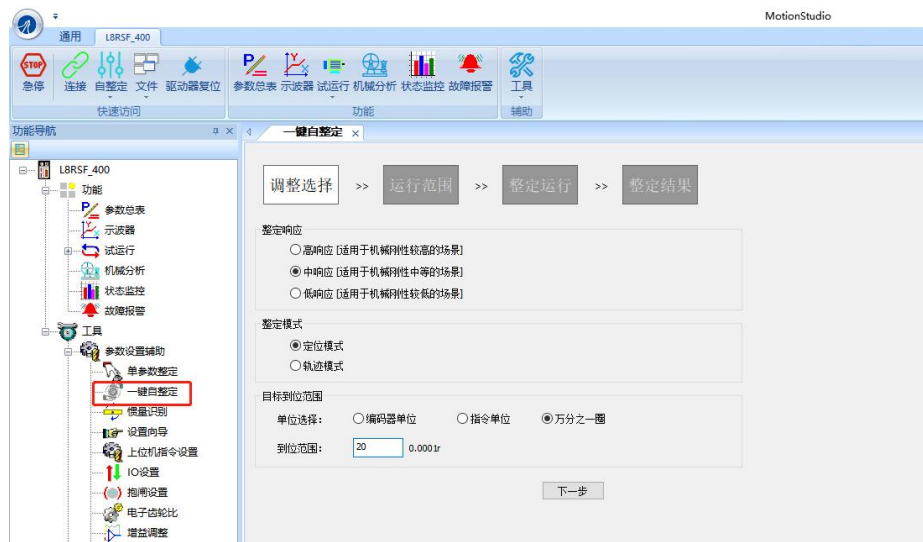 MotionStudio
通用 L8RSF_400
急停 连接 自整定 文件 驱动器复位 参数总表 示波器 试运行 机械分析 状态监控 故障报警 工具
快速访问 功能 辅助
功能导航
一键自整定
L8RSF_400
功能
参数总表
示波器
试运行
机械分析
状态监控
故障报警
工具
参数设置辅助
单参数整定
一键自整定
惯量识别
设置向导
上位机指令设置
IO设置
抱闸设置
电子齿轮比
增益调整
调整选择 >> 运行范围 >> 整定运行 >> 整定结果
整定响应
高响应 [适用于机械刚性较高的场景]
中响应 [适用于机械刚性中等的场景]
低响应 [适用于机械刚性较低的场景]
整定模式
定位模式
轨迹模式
目标到位范围
单位选择： 编码器单位 指令单位 万分之一圈
到位范围： 20 0.0001r
下一步